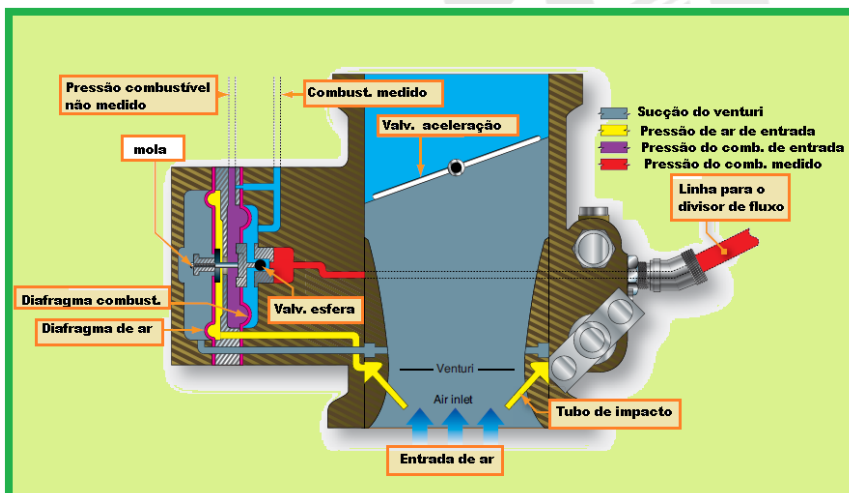 Pressão combustível
não medido
Combust. medido
Valv. aceleração
Sucção do venturi
Pressão de ar de entrada
Pressão do comb. de entrada
Pressão do comb. medido
mola
Linha para o
divisor de fluxo
Diafragma combust.
Valv. esfera
Diafragma de ar
Venturi
Air inlet
Tubo de impacto
Entrada de ar